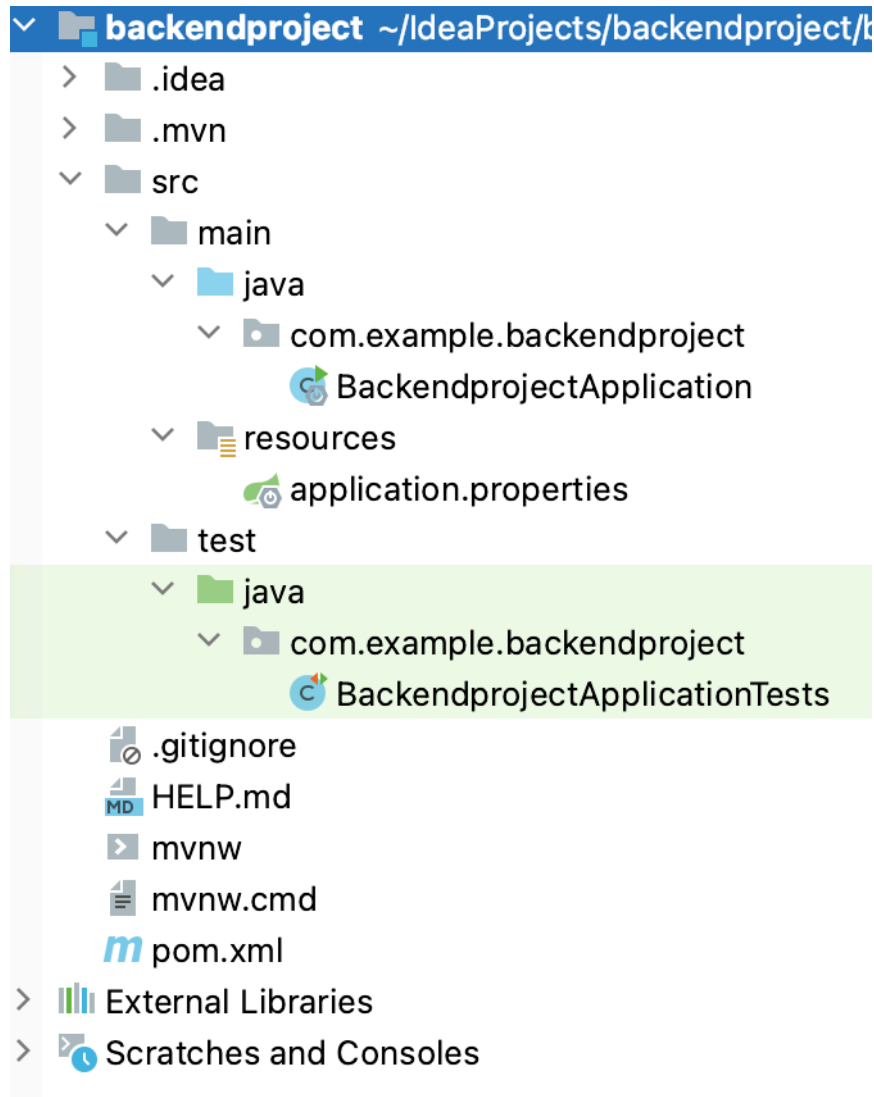 backendproject ~/IdeaProjects/backendproject/b
.idea
.mvn
src
main
java
com.example.backendproject
C BackendprojectApplication
resources
application.properties
test
java
com.example.backendproject
C BackendprojectApplicationTests
.gitignore
MD HELP.md
mvnw
mvnw.cmd
m pom.xml
External Libraries
Scratches and Consoles